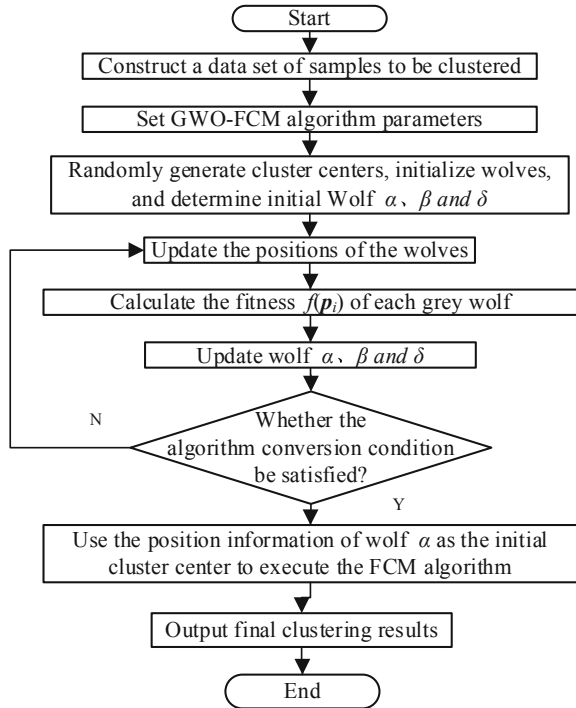 Start
Construct a data set of samples to be clustered
Set GWO-FCM algorithm parameters
Randomly generate cluster centers, initialize wolves,
and determine initial Wolf α、β and δ
Update the positions of the wolves
Calculate the fitness f(pi) of each grey wolf
Update wolf α、β and δ
Whether the
algorithm conversion condition
be satisfied?
N
Y
Use the position information of wolf α as the initial
cluster center to execute the FCM algorithm
Output final clustering results
End